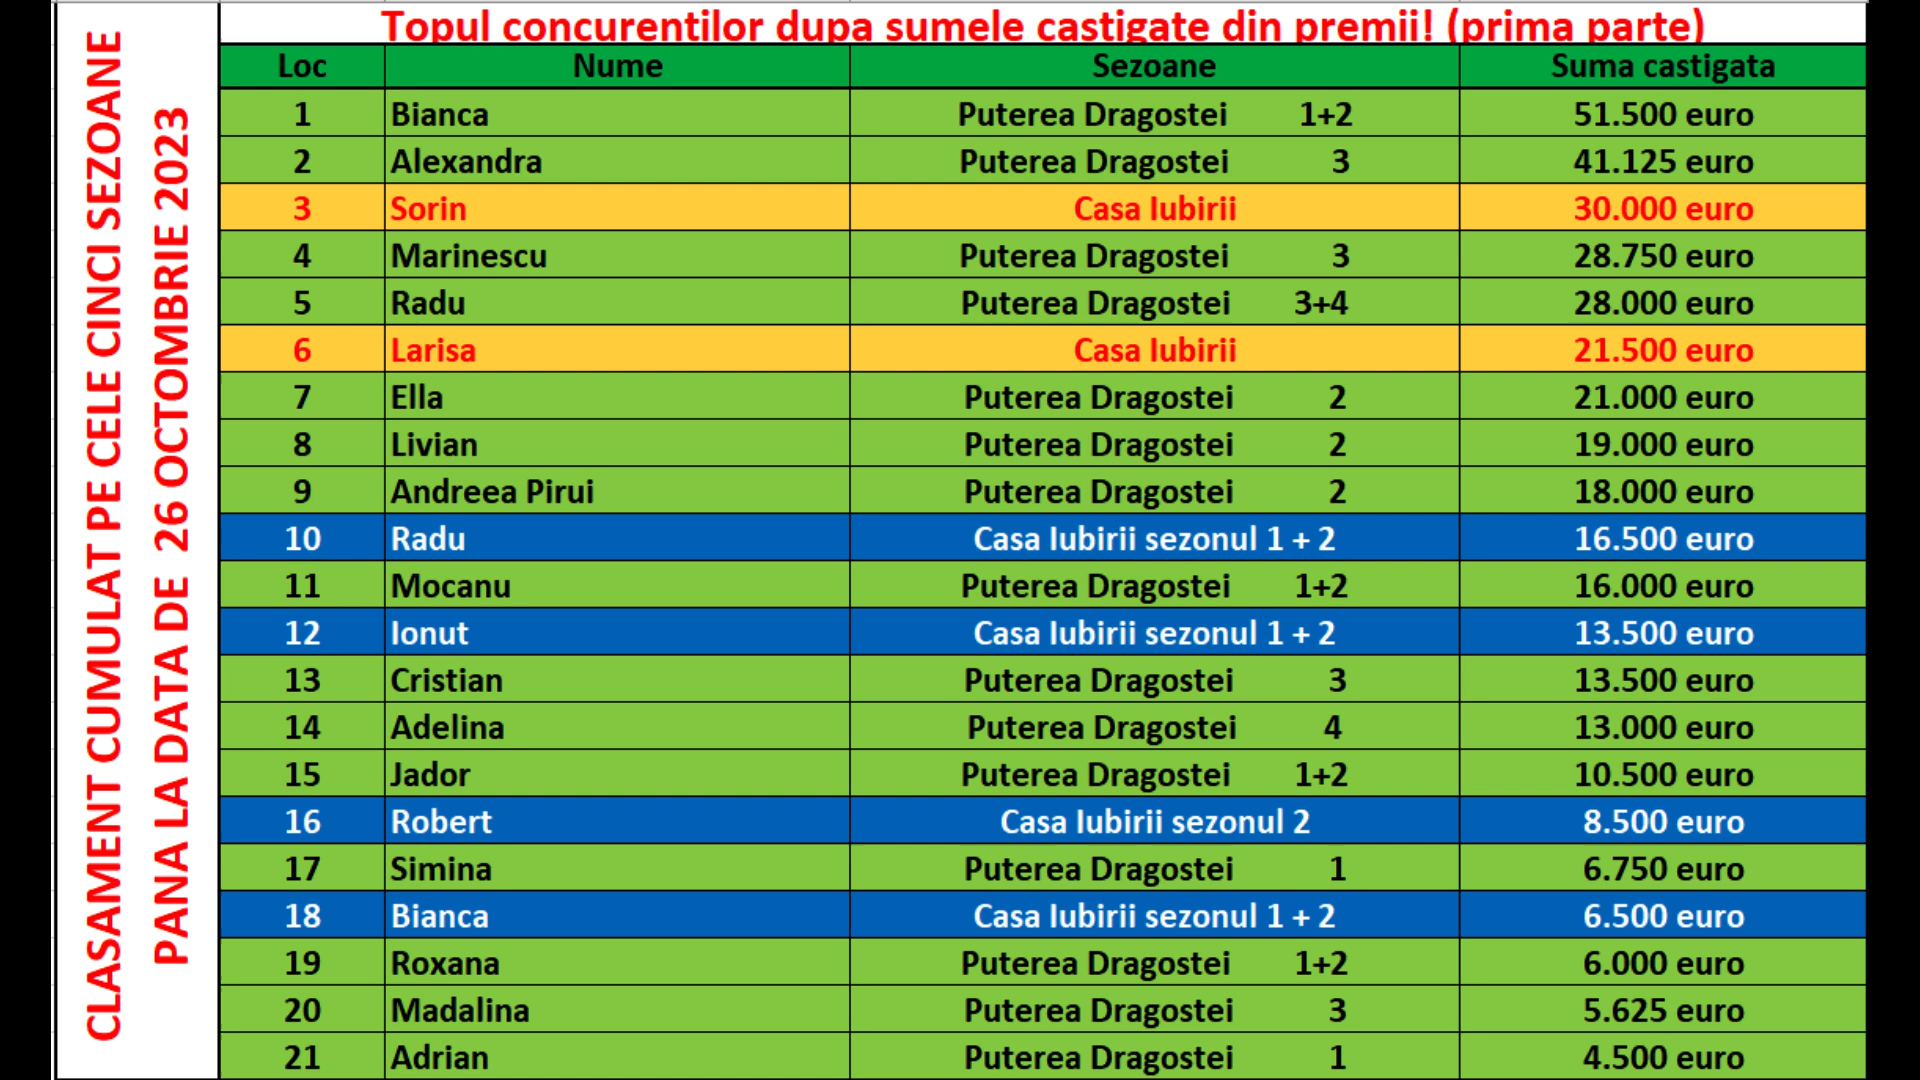 CLASAMENT CUMULAT PE CELE CINCI SEZOANE
PANA LA DATA DE 26 OCTOMBRIE 2023
Topul concurentilor dupa sumele castigate din premii! (prima parte)
Loc Nume Sezoane Suma castigata
1 Bianca Puterea Dragostei 1+2 51.500 euro
2 Alexandra Puterea Dragostei 3 41.125 euro
3 Sorin Casa Iubirii 30.000 euro
4 Marinescu Puterea Dragostei 3 28.750 euro
5 Radu Puterea Dragostei 3+4 28.000 euro
6 Larisa Casa Iubirii 21.500 euro
7 Ella Puterea Dragostei 2 21.000 euro
8 Livian Puterea Dragostei 2 19.000 euro
9 Andreea Pirui Puterea Dragostei 2 18.000 euro
10 Radu Casa Iubirii sezonul 1 + 2 16.500 euro
11 Mocanu Puterea Dragostei 1+2 16.000 euro
12 Ionut Casa Iubirii sezonul 1 + 2 13.500 euro
13 Cristian Puterea Dragostei 3 13.500 euro
14 Adelina Puterea Dragostei 4 13.000 euro
15 Jador Puterea Dragostei 1+2 10.500 euro
16 Robert Casa Iubirii sezonul 2 8.500 euro
17 Simina Puterea Dragostei 1 6.750 euro
18 Bianca Casa Iubirii sezonul 1 + 2 6.500 euro
19 Roxana Puterea Dragostei 1+2 6.000 euro
20 Madalina Puterea Dragostei 3 5.625 euro
21 Adrian Puterea Dragostei 1 4.500 euro